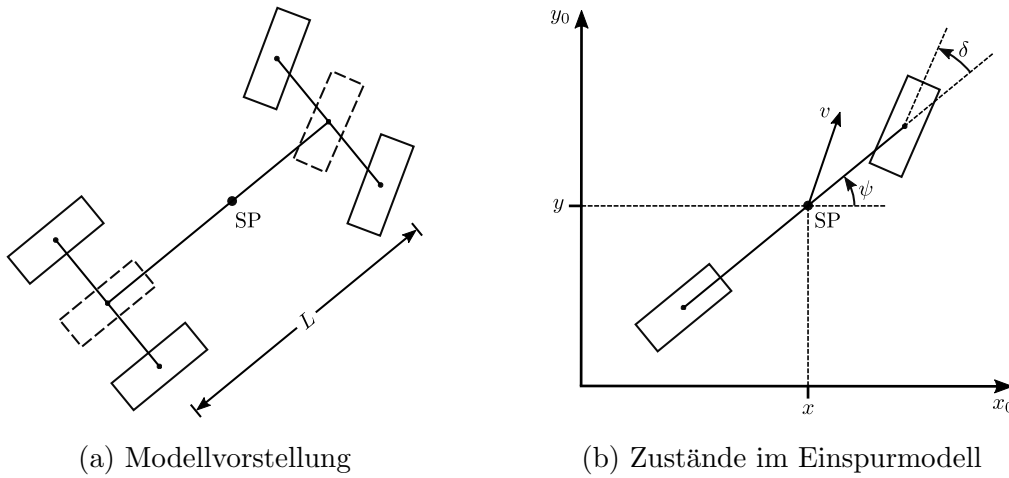 SP
L
(a) Modellvorstellung
y₀
δ
v
ψ
y
SP
x
x₀
(b) Zustände im Einspurmodell